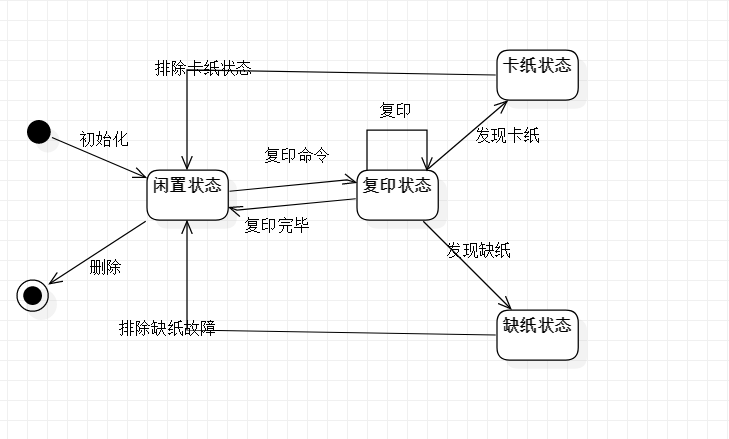 排除卡纸状态
卡纸状态
复印
初始化
发现卡纸
复印命令
闲置状态
复印状态
复印完毕
发现缺纸
删除
排除缺纸故障
缺纸状态